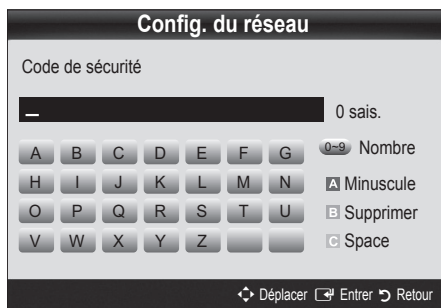 Config. du réseau
Code de sécurité
_ 0 sais.
A B C D E F G 0~9 Nombre
H I J K L M N A Minuscule
O P Q R S T U B Supprimer
V W X Y Z C Space
Déplacer Entrer Retour